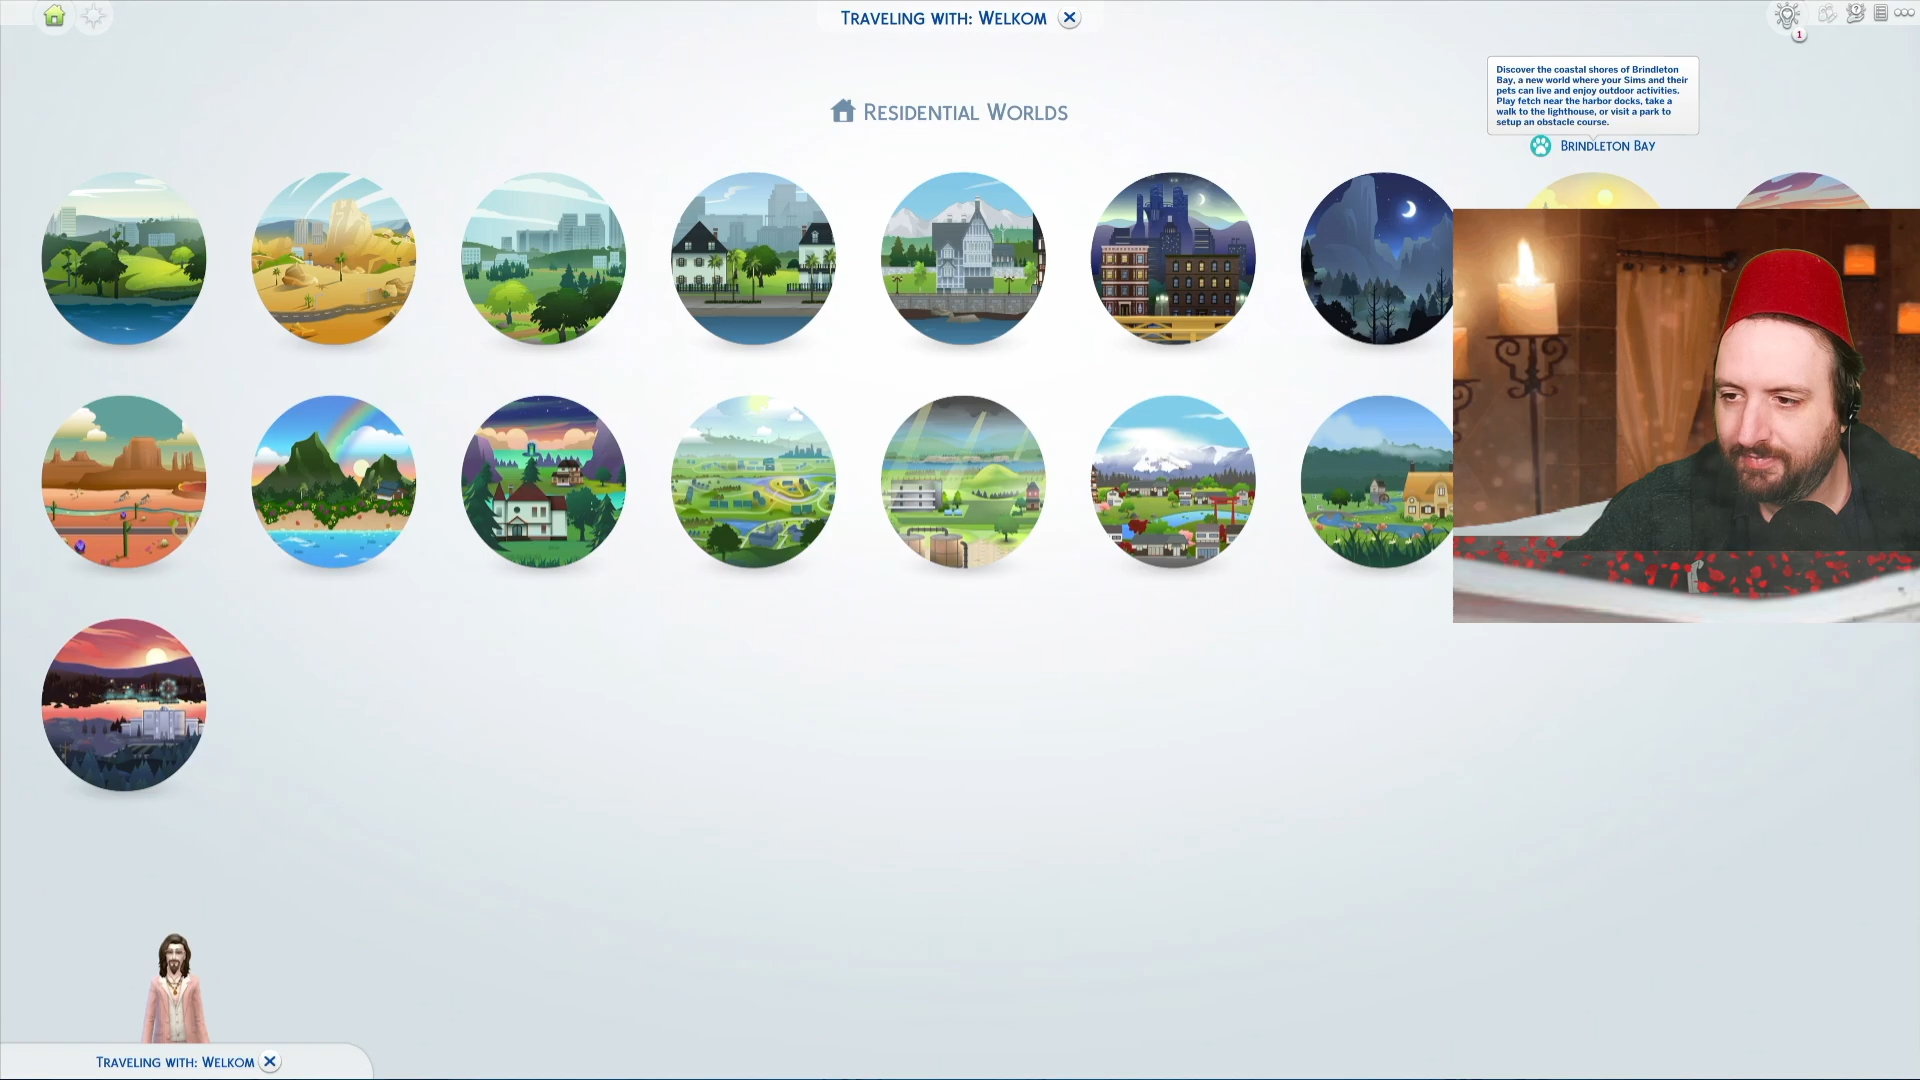 TRAVELING WITH: WELKOM
1
Discover the coastal shores of Brindleton
Bay, a new world where your Sims and their
pets can live and enjoy outdoor activities.
Play fetch near the harbor docks, take a
walk to the lighthouse, or visit a park to
setup an obstacle course.
RESIDENTIAL WORLDS
BRINDLETON BAY
TRAVELING WITH: WELKOM